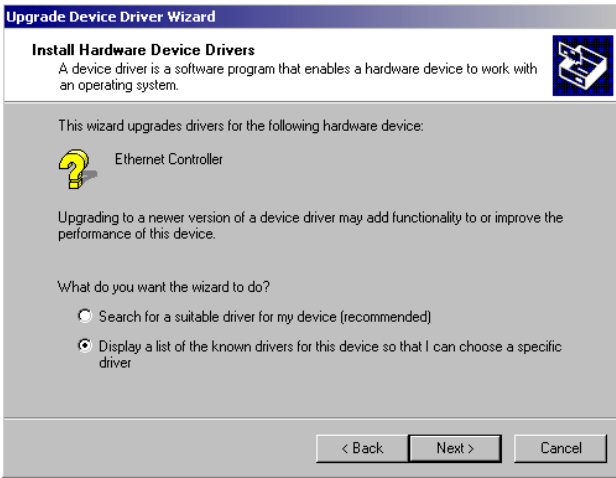 Upgrade Device Driver Wizard
Install Hardware Device Drivers
A device driver is a software program that enables a hardware device to work with
an operating system.
This wizard upgrades drivers for the following hardware device:
Ethernet Controller
Upgrading to a newer version of a device driver may add functionality to or improve the
performance of this device.
What do you want the wizard to do?
Search for a suitable driver for my device (recommended)
Display a list of the known drivers for this device so that I can choose a specific
driver
< Back
Next >
Cancel